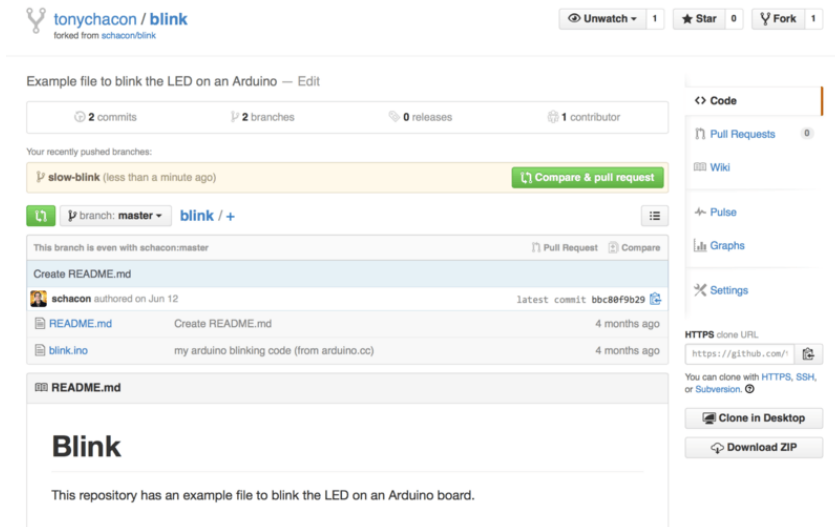 tonychacon / blink
forked from schacon/blink
Unwatch 1 Star 0 Fork 1
Example file to blink the LED on an Arduino — Edit
2 commits 2 branches 0 releases 1 contributor
Your recently pushed branches:
slow-blink (less than a minute ago) Compare & pull request
branch: master blink / +
This branch is even with schacon:master Pull Request Compare
Create README.md
schacon authored on Jun 12 latest commit bbc80f9b29
README.md Create README.md 4 months ago
blink.ino my arduino blinking code (from arduino.cc) 4 months ago
README.md
Blink
This repository has an example file to blink the LED on an Arduino board.
<> Code
Pull Requests 0
Wiki
Pulse
Graphs
Settings
HTTPS clone URL
https://github.com/
You can clone with HTTPS, SSH,
or Subversion.
Clone in Desktop
Download ZIP